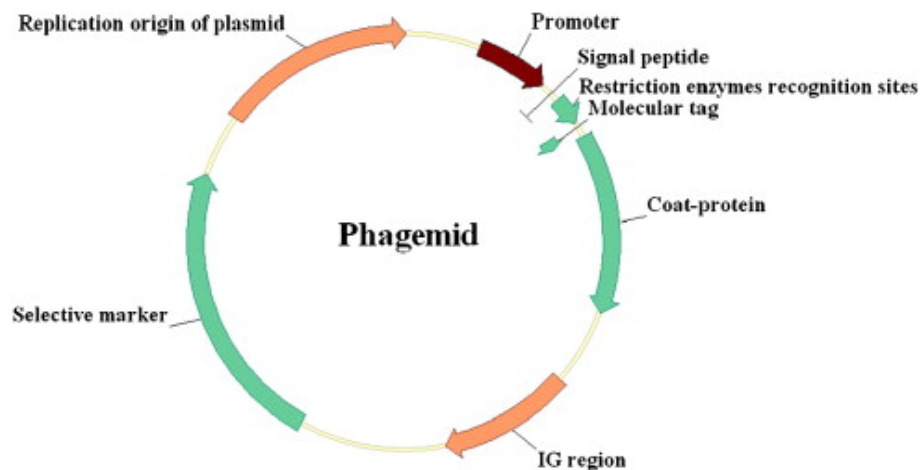 Replication origin of plasmid
Promoter
Signal peptide
Restriction enzymes recognition sites
Molecular tag
Coat-protein
Phagemid
Selective marker
IG region